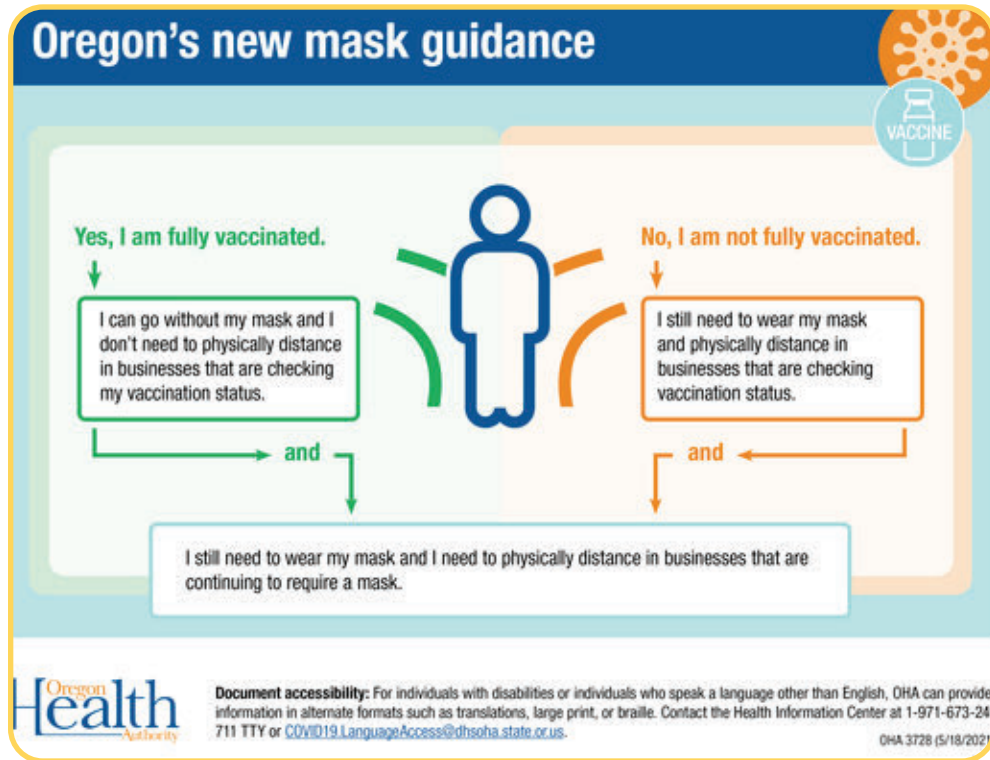 Oregon's new mask guidance
VACCINE
Yes, I am fully vaccinated.
I can go without my mask and I
don't need to physically distance
in businesses that are checking
my vaccination status.
and
No, I am not fully vaccinated.
I still need to wear my mask
and physically distance in
businesses that are checking
vaccination status.
and
I still need to wear my mask and I need to physically distance in businesses that are
continuing to require a mask.
Oregon
Health
Authority
Document accessibility: For individuals with disabilities or individuals who speak a language other than English, OHA can provide
information in alternate formats such as translations, large print, or braille. Contact the Health Information Center at 1-971-673-24
711 TTY or COVID19.LanguageAccess@dhsoha.state.or.us.
OHA 3728 (5/18/2021